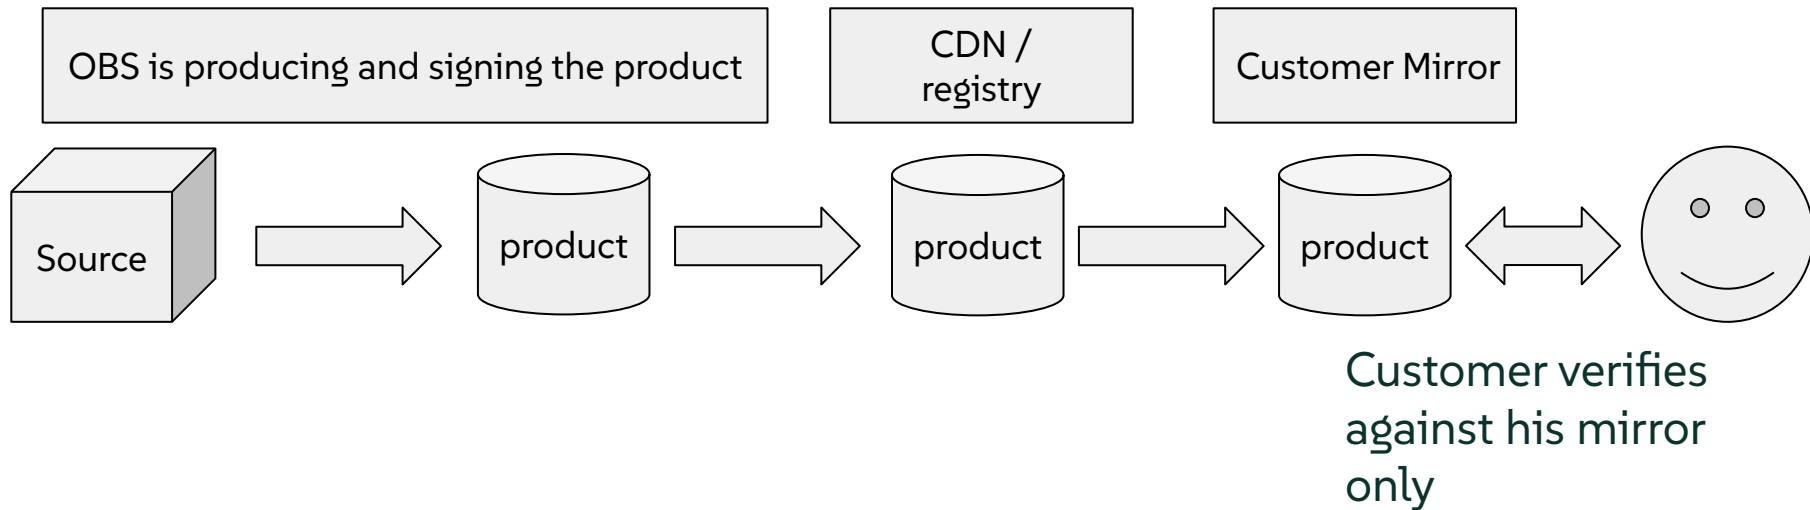 OBS is producing and signing the product
CDN /
registry
Customer Mirror
Source
product
product
product
Customer verifies
against his mirror
only